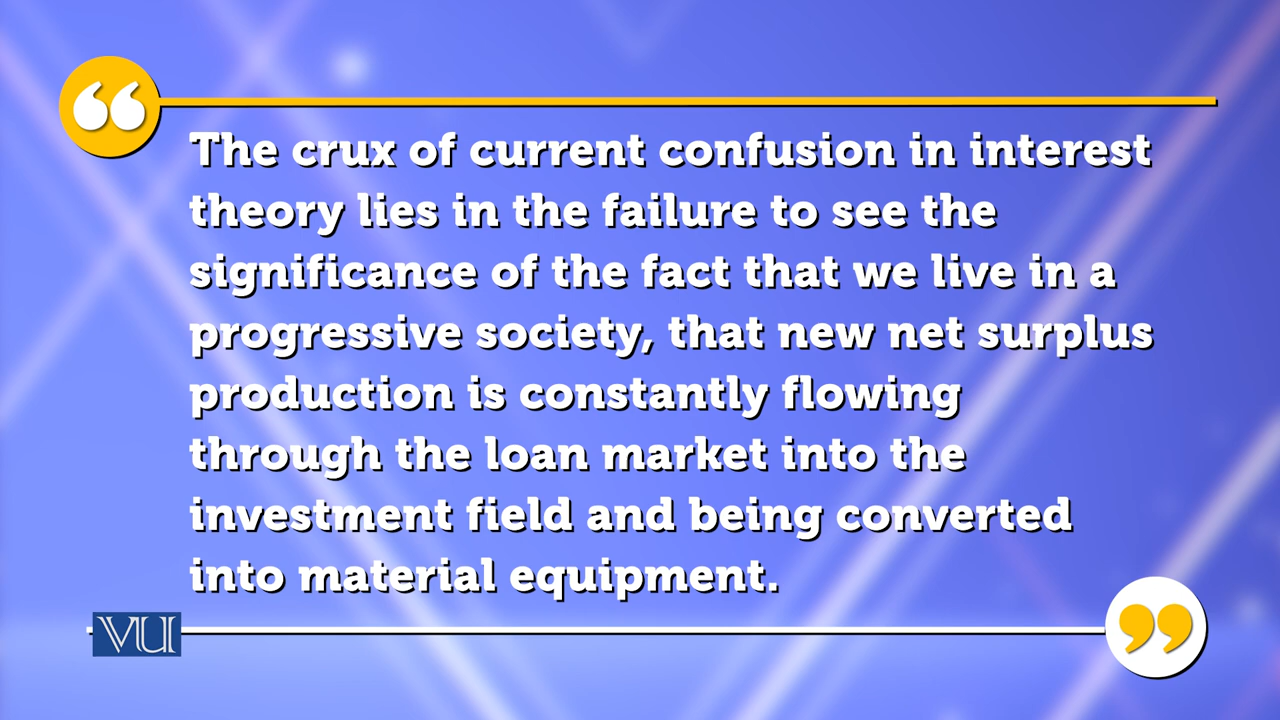 “
The crux of current confusion in interest
theory lies in the failure to see the
significance of the fact that we live in a
progressive society, that new net surplus
production is constantly flowing
through the loan market into the
investment field and being converted
into material equipment.
”
VU